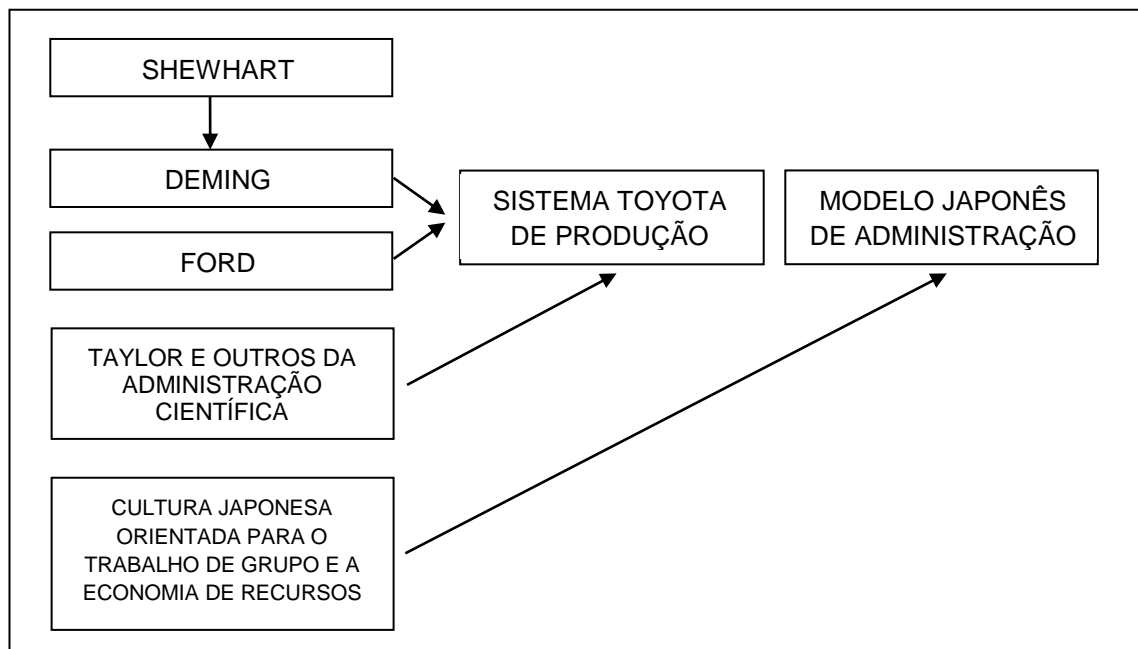 SHEWHART
DEMING
FORD
SISTEMA TOYOTA
DE PRODUÇÃO
MODELO JAPONÊS
DE ADMINISTRAÇÃO
TAYLOR E OUTROS DA
ADMINISTRAÇÃO
CIENTÍFICA
CULTURA JAPONESA
ORIENTADA PARA O
TRABALHO DE GRUPO E A
ECONOMIA DE RECURSOS